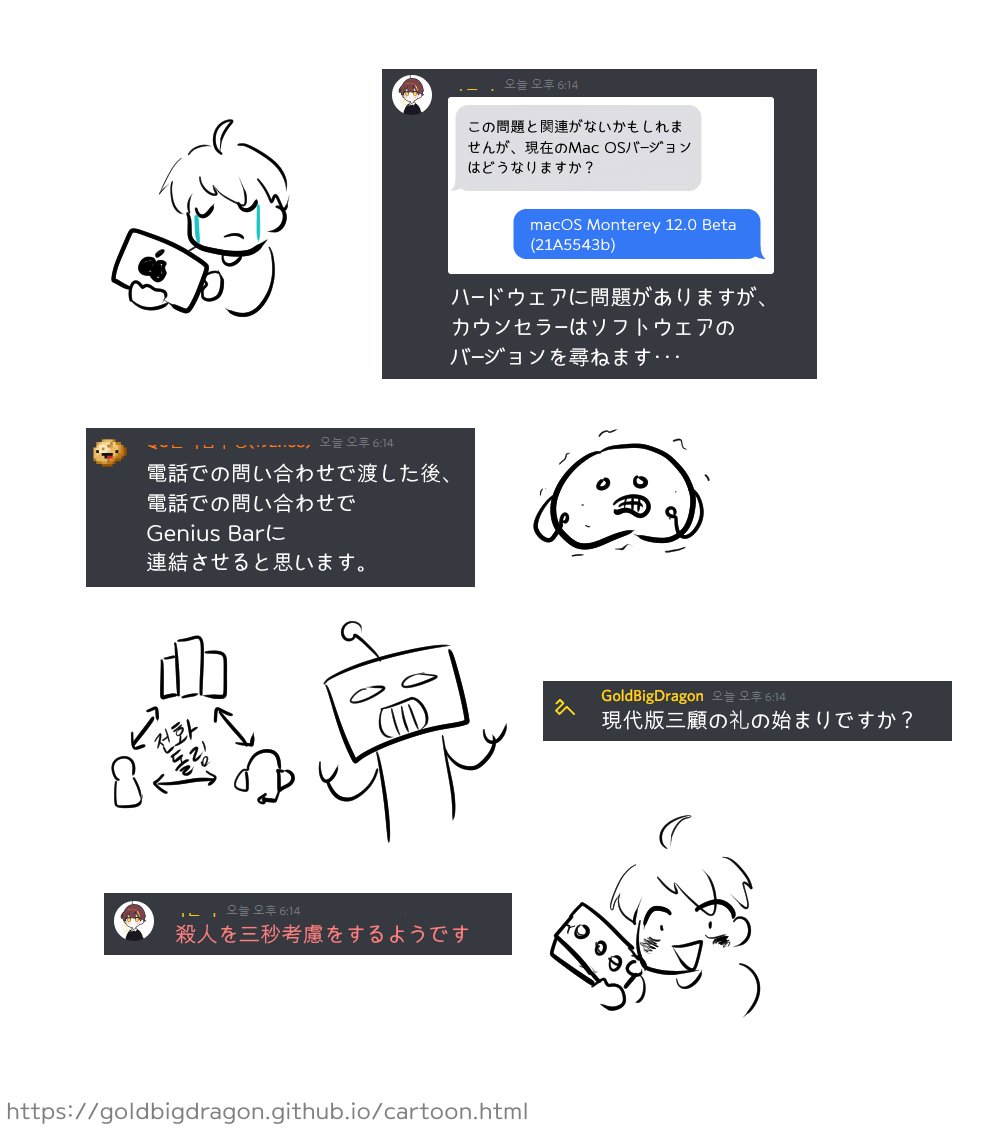 오늘 오후 6:14
この問題と関連がないかもしれま
せんが、現在のMac OSバージョン
はどうなりますか？
macOS Monterey 12.0 Beta
(21A5543b)
ハードウェアに問題がありますが、
カウンセラーはソフトウェアの
バージョンを尋ねます･･･
오늘 오후 6:14
電話での問い合わせで渡した後、
電話での問い合わせで
Genius Barに
連結させると思います。
전화
돌림
GoldBigDragon 오늘 오후 6:14
現代版三顧の礼の始まりですか？
오늘 오후 6:14
殺人を三秒考慮をするようです
https://goldbigdragon.github.io/cartoon.html